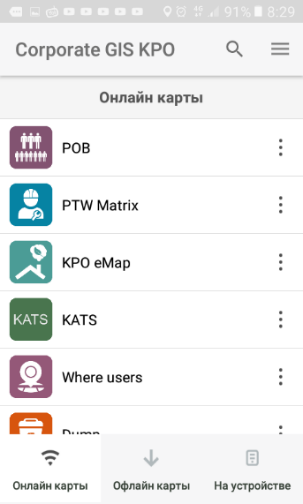 91% 8:29
Corporate GIS KPO
Онлайн карты
POB
PTW Matrix
KPO eMap
KATS KATS
Where users
Dump
Онлайн карты Офлайн карты На устройстве